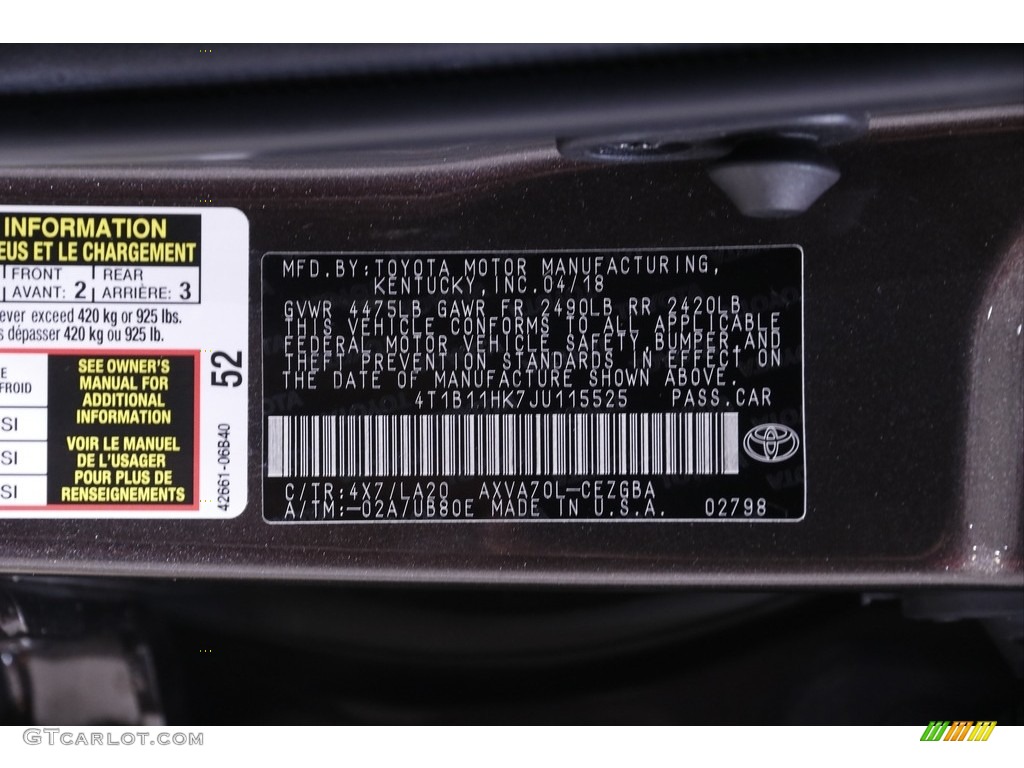 INFORMATION
EUS ET LE CHARGEMENT
FRONT REAR
AVANT: 2 ARRIÈRE: 3
ever exceed 420 kg or 925 lbs.
dépasser 420 kg ou 925 lb.
FROID
SI
SI
SI
SEE OWNER'S
MANUAL FOR
ADDITIONAL
INFORMATION
VOIR LE MANUEL
DE L'USAGER
POUR PLUS DE
RENSEIGNEMENTS
52
42661-06B40
MFD.BY:TOYOTA MOTOR MANUFACTURING,
KENTUCKY,INC.04/18
GVWR 4475LB GAWR FR 2490LB RR 2420LB
THIS VEHICLE CONFORMS TO ALL APPLICABLE
FEDERAL MOTOR VEHICLE SAFETY,BUMPER,AND
THEFT PREVENTION STANDARDS IN EFFECT ON
THE DATE OF MANUFACTURE SHOWN ABOVE.
4T1B11HK7JU115525 PASS.CAR
C/TR:4X7/LA20 AXVA70L-CEZGBA
A/TM:-02A/UB80E MADE IN U.S.A. 02798
GTcarlot.com